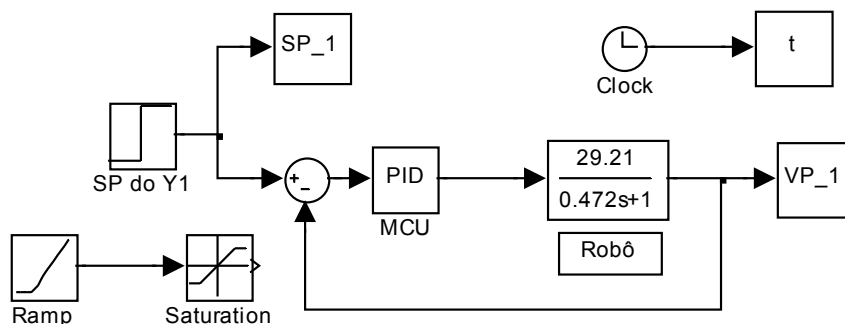 SP_1
t
Clock
SP do Y1
+
-
PID
MCU
29.21
0.472s+1
Robô
VP_1
Ramp
Saturation